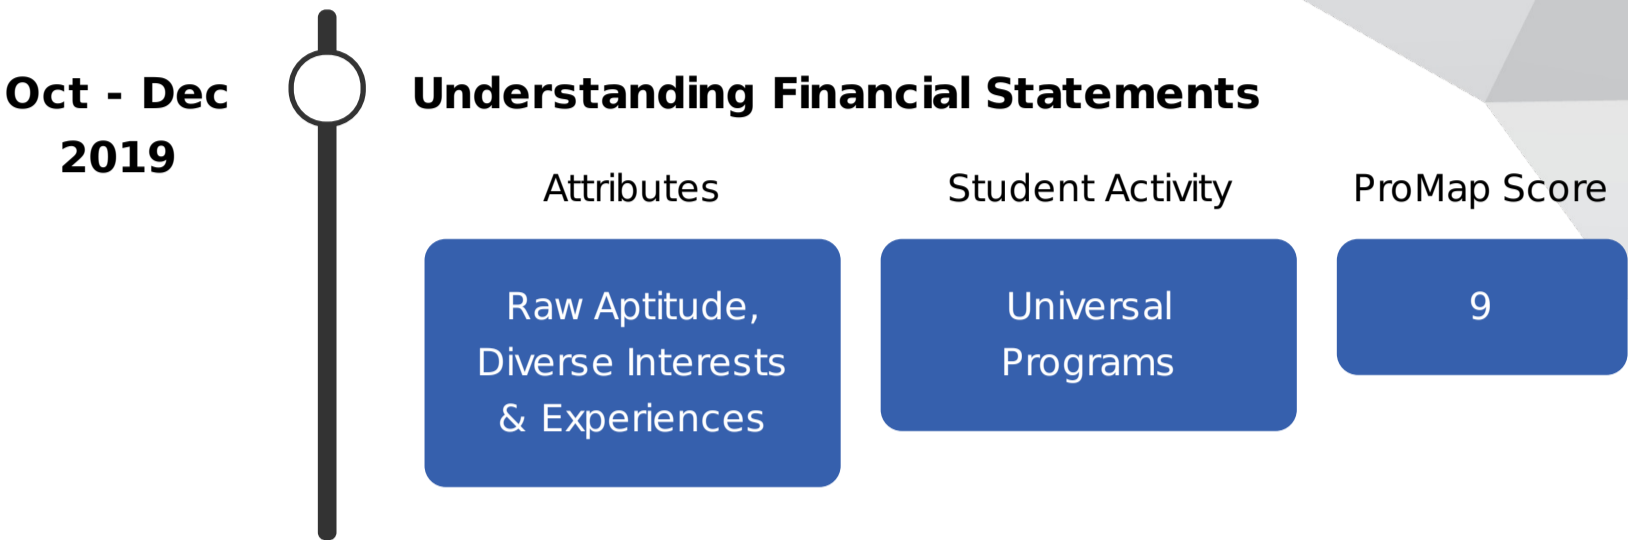 Oct - Dec
2019
Understanding Financial Statements
Attributes
Student Activity
ProMap Score
Raw Aptitude,
Diverse Interests
& Experiences
Universal
Programs
9